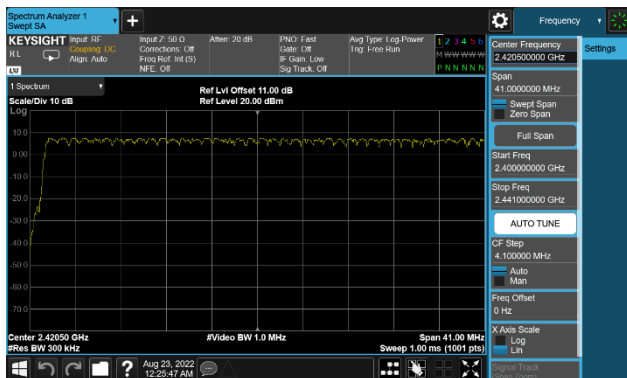 Spectrum Analyzer 1
Swept SA
Frequency
KEYSIGHT
RL
LXI
Input: RF
Coupling: DC
Align: Auto
Input Z: 50 Ω
Corrections: Off
Freq Ref: Int (S)
NFE: Off
Atten: 20 dB
PNO: Fast
Gate: Off
IF Gain: Low
Sig Track: Off
Avg Type: Log-Power
Trig: Free Run
1 2 3 4 5 6
M W W W W W
P N N N N N
1 Spectrum
Scale/Div 10 dB
Ref Lvl Offset 11.00 dB
Ref Level 20.00 dBm
Log
10.0
0.00
-10.0
-20.0
-30.0
-40.0
-50.0
-60.0
-70.0
Center 2.42050 GHz
#Res BW 300 kHz
#Video BW 1.0 MHz
Span 41.00 MHz
Sweep 1.00 ms (1001 pts)
Center Frequency
2.420500000 GHz
Settings
Span
41.0000000 MHz
Swept Span
Zero Span
Full Span
Start Freq
2.400000000 GHz
Stop Freq
2.441000000 GHz
AUTO TUNE
CF Step
4.100000 MHz
Auto
Man
Freq Offset
0 Hz
X Axis Scale
Log
Lin
Signal Track
(Span Zoom)
?
Aug 23, 2022
12:25:47 AM